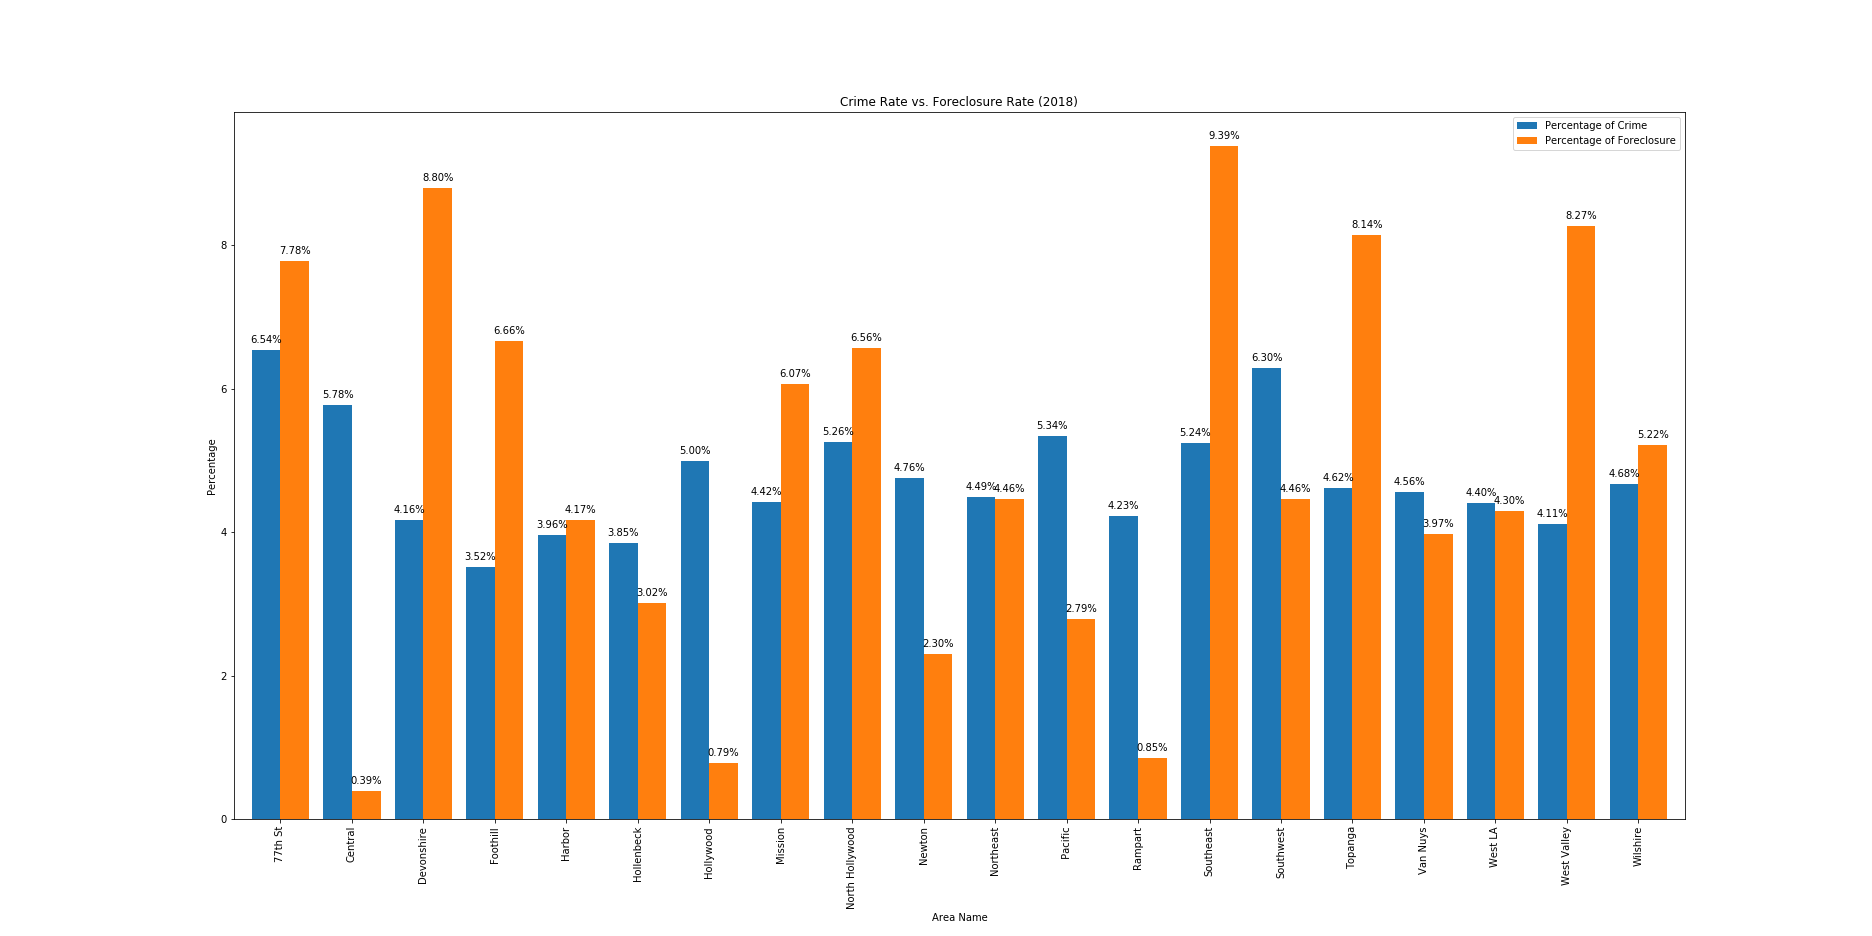 Crime Rate vs. Foreclosure Rate (2018)
Percentage of Crime
Percentage of Foreclosure
Percentage
8
6
4
2
0
6.54%
7.78%
5.78%
0.39%
4.16%
8.80%
3.52%
6.66%
3.96%
4.17%
3.85%
3.02%
5.00%
0.79%
4.42%
6.07%
5.26%
6.56%
4.76%
2.30%
4.49%
4.46%
5.34%
2.79%
4.23%
0.85%
5.24%
9.39%
6.30%
4.46%
4.62%
8.14%
4.56%
3.97%
4.40%
4.30%
4.11%
8.27%
4.68%
5.22%
77th St
Central
Devonshire
Foothill
Harbor
Hollenbeck
Hollywood
Mission
North Hollywood
Newton
Northeast
Pacific
Rampart
Southeast
Southwest
Topanga
Van Nuys
West LA
West Valley
Wilshire
Area Name